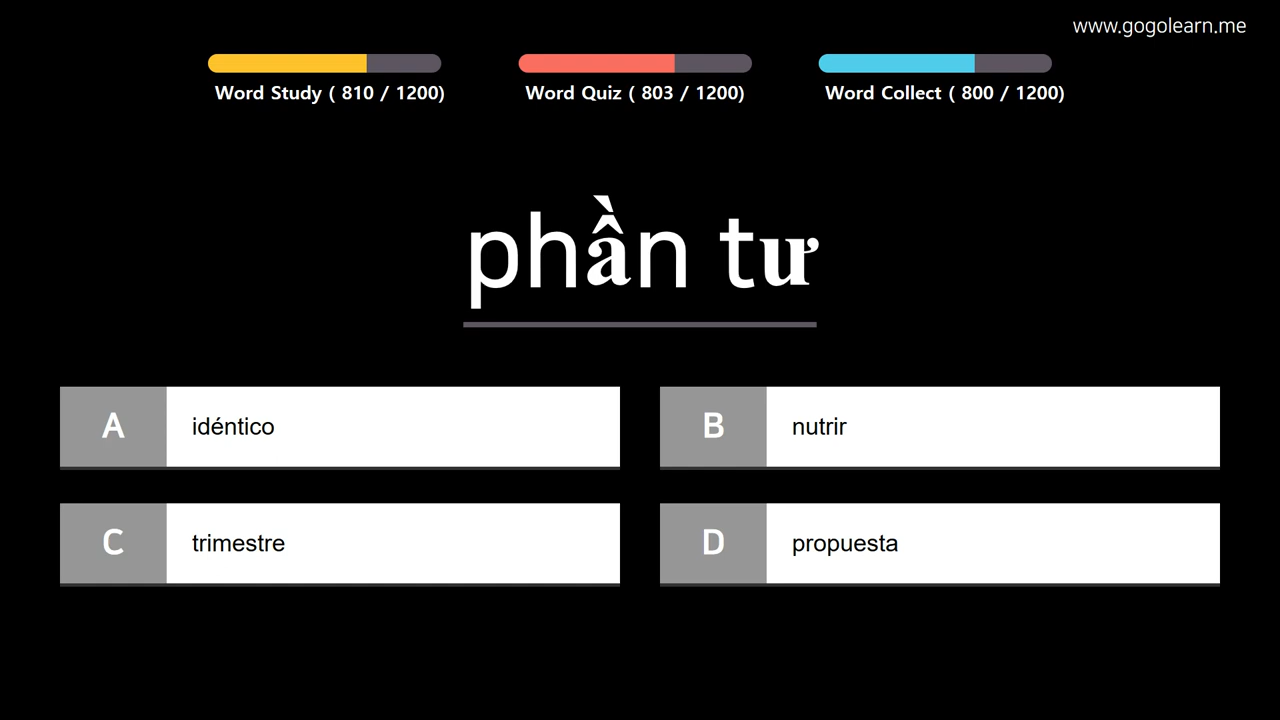 www.gogolearn.me
Word Study ( 810 / 1200)
Word Quiz ( 803 / 1200)
Word Collect ( 800 / 1200)
phần tư
A idéntico
B nutrir
C trimestre
D propuesta